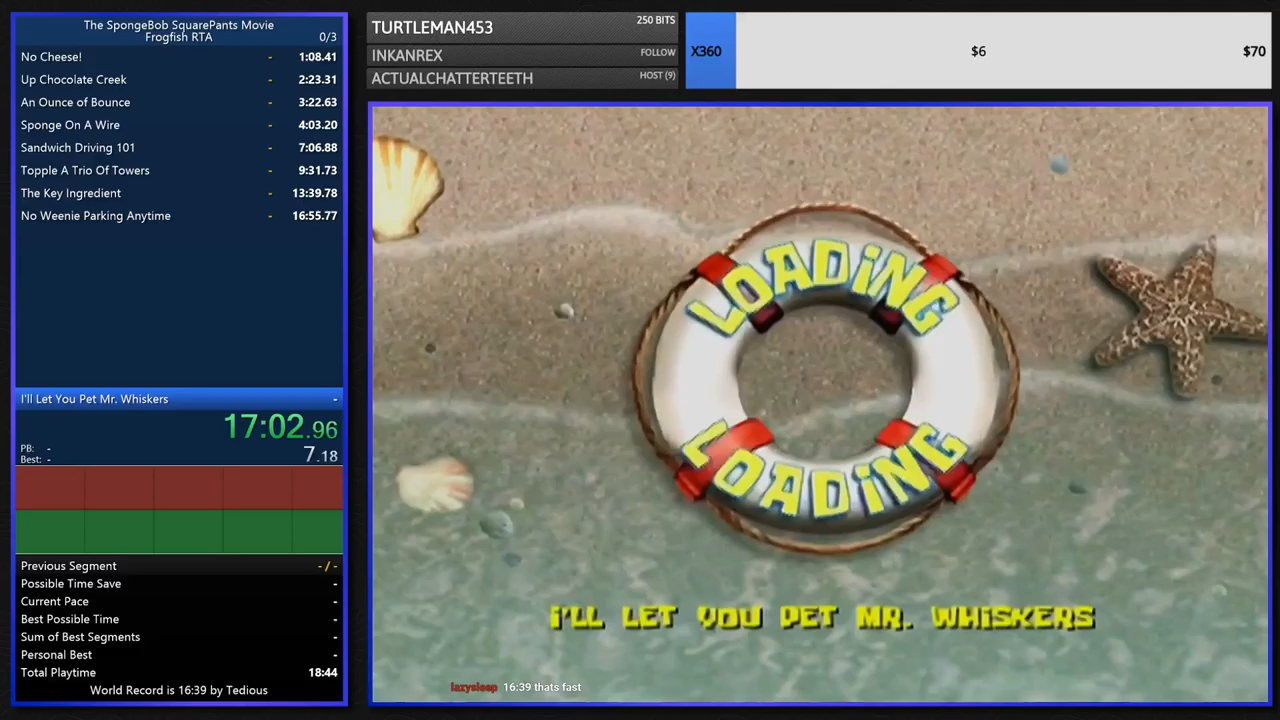 The SpongeBob SquarePants Movie
Frogfish RTA 0/3
No Cheese! - 1:08.41
Up Chocolate Creek - 2:23.31
An Ounce of Bounce - 3:22.63
Sponge On A Wire - 4:03.20
Sandwich Driving 101 - 7:06.88
Topple A Trio Of Towers - 9:31.73
The Key Ingredient - 13:39.78
No Weenie Parking Anytime - 16:55.77
I'll Let You Pet Mr. Whiskers -
17:02.96
PB: -
Best: - 7.18
Previous Segment - / -
Possible Time Save -
Current Pace -
Best Possible Time -
Sum of Best Segments -
Personal Best -
Total Playtime 18:44
World Record is 16:39 by Tedious
TURTLEMAN453 250 BITS
INKANREX FOLLOW
ACTUALCHATTERTEETH HOST (9)
X360 $6 $70
LOADING
LOADING
I'LL LET YOU PET MR. WHISKERS
lazysleep 16:39 thats fast